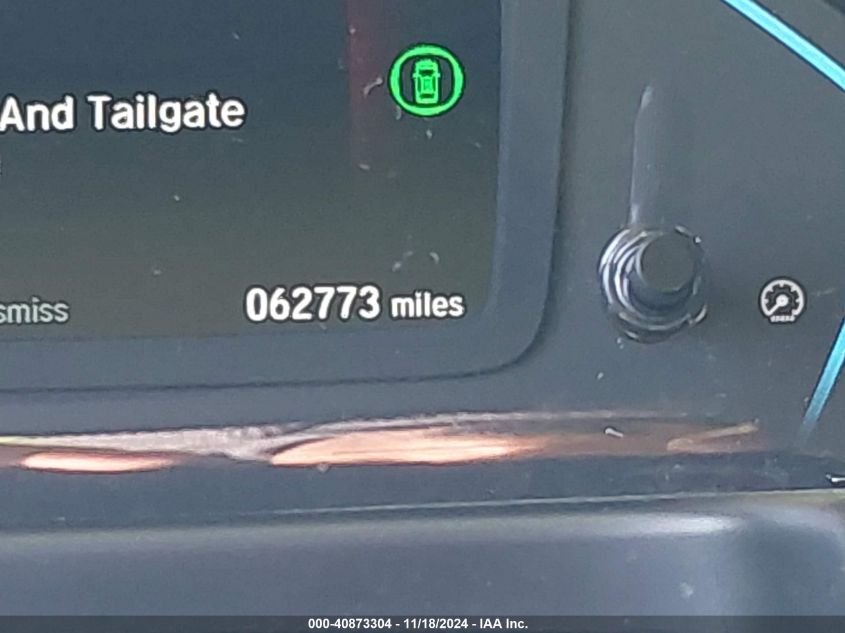 And Tailgate
smiss
062773 miles
000-40873304 - 11/18/2024 - IAA Inc.